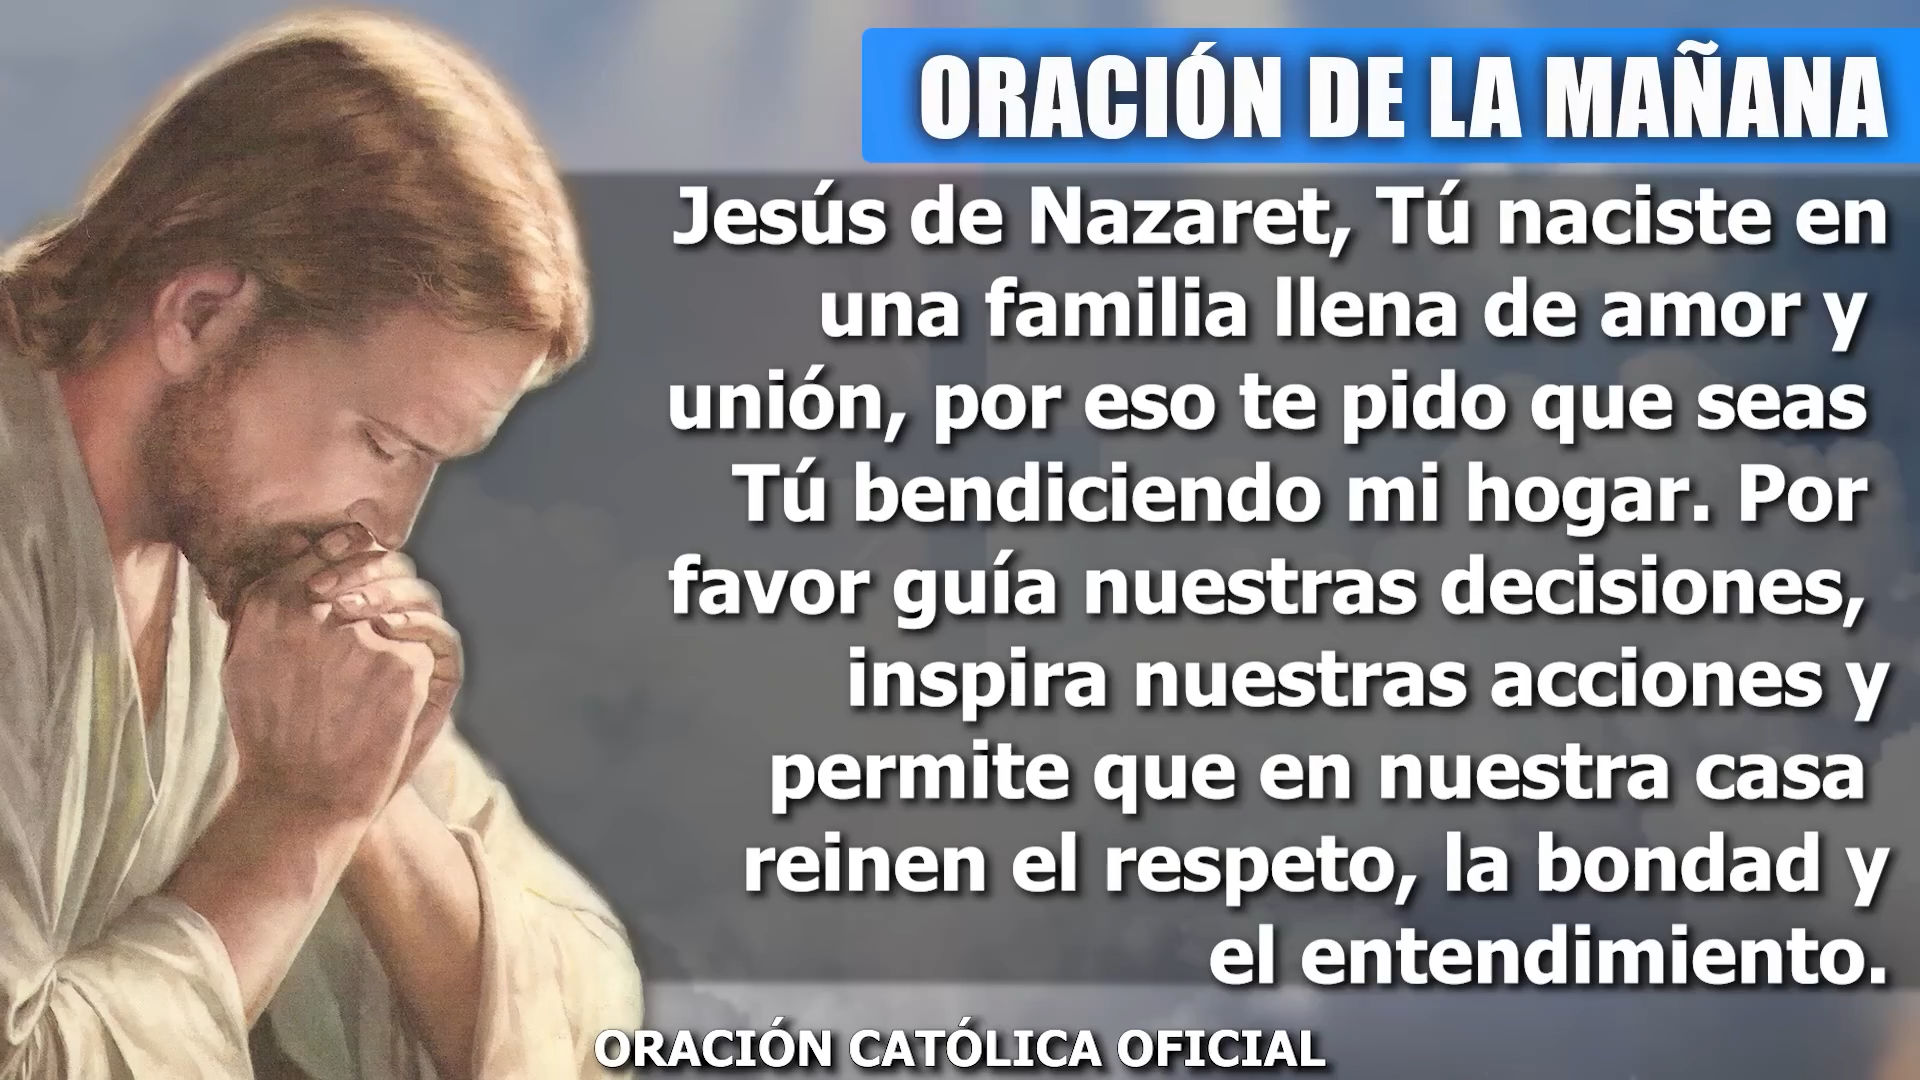 ORACIÓN DE LA MAÑANA
Jesús de Nazaret, Tú naciste en
una familia llena de amor y
unión, por eso te pido que seas
Tú bendiciendo mi hogar. Por
favor guía nuestras decisiones,
inspira nuestras acciones y
permite que en nuestra casa
reinen el respeto, la bondad y
el entendimiento.
ORACIÓN CATÓLICA OFICIAL